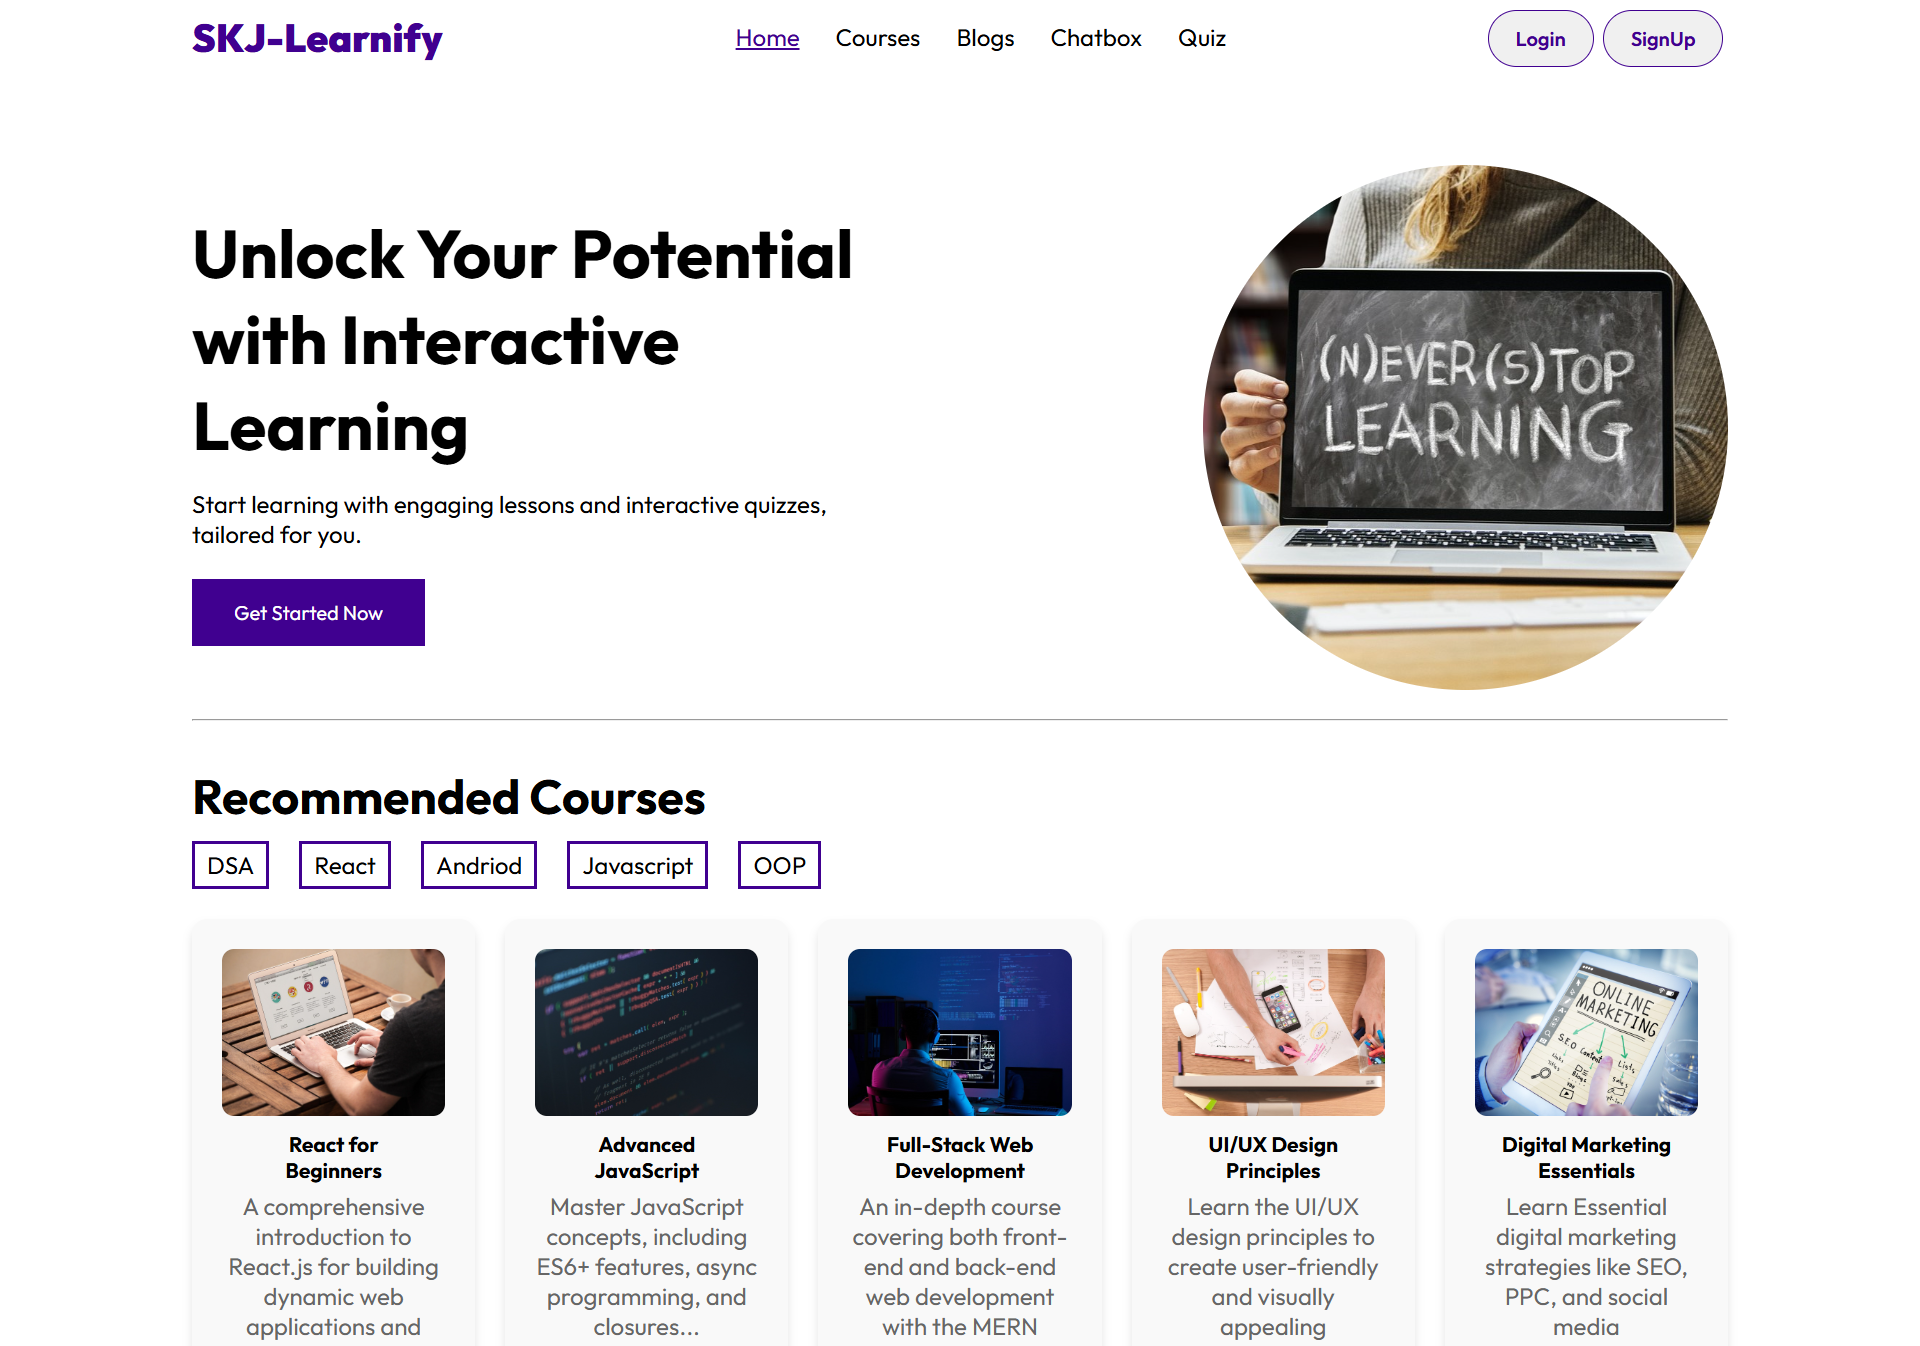 SKJ-Learnify
Home Courses Blogs Chatbox Quiz
Login SignUp
Unlock Your Potential
with Interactive
Learning
Start learning with engaging lessons and interactive quizzes,
tailored for you.
Get Started Now
(N)EVER (S)TOP
LEARNING
Recommended Courses
DSA React Andriod Javascript OOP
ONLINE
MARKETING
S.E.O Content Lists
React for
Beginners
A comprehensive
introduction to
React.js for building
dynamic web
applications and
Advanced
JavaScript
Master JavaScript
concepts, including
ES6+ features, async
programming, and
closures...
Full-Stack Web
Development
An in-depth course
covering both front-
end and back-end
web development
with the MERN
UI/UX Design
Principles
Learn the UI/UX
design principles to
create user-friendly
and visually
appealing
Digital Marketing
Essentials
Learn Essential
digital marketing
strategies like SEO,
PPC, and social
media